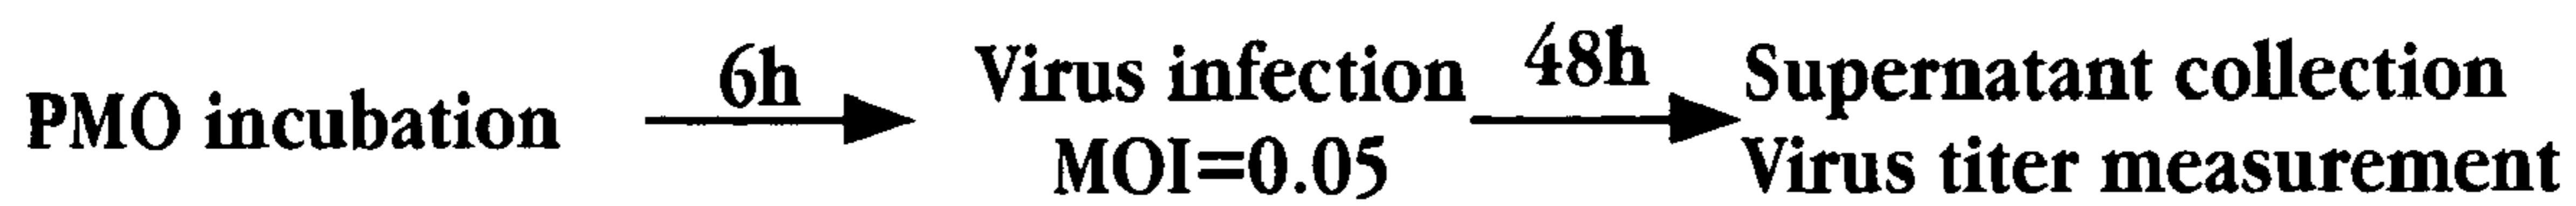 PMO incubation
6h
Virus infection
MOI=0.05
48h
Supernatant collection
Virus titer measurement